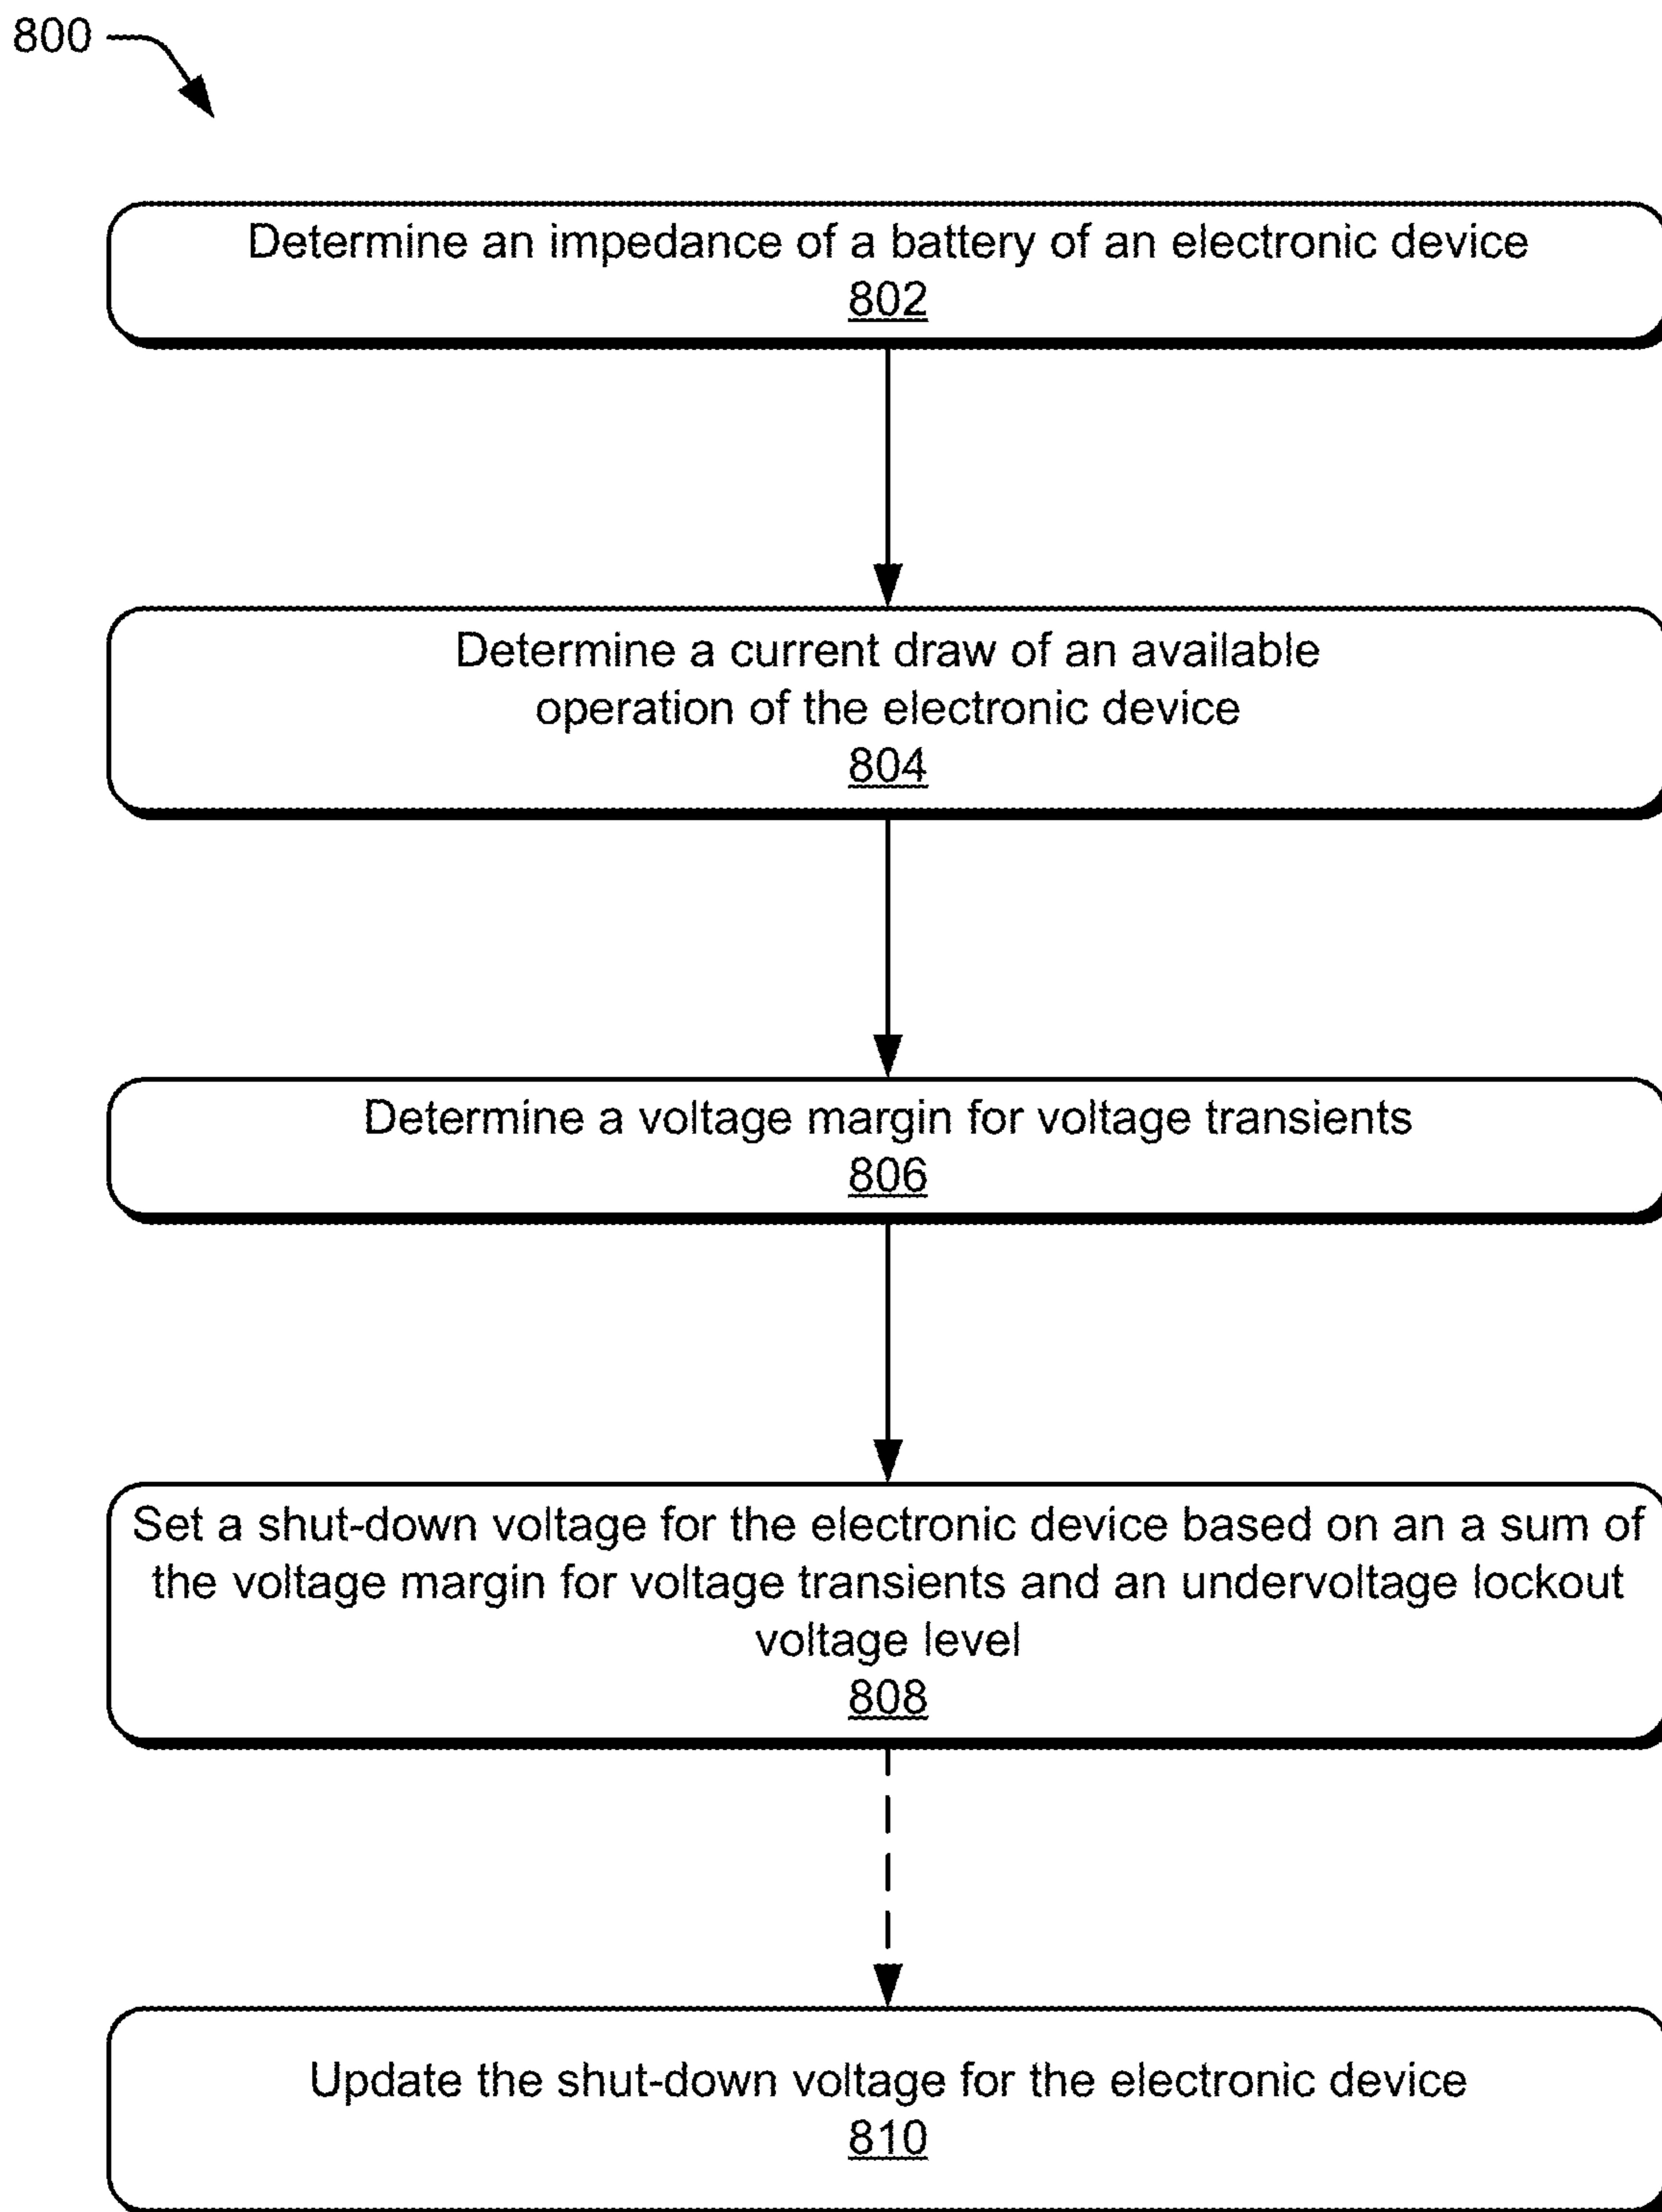 800
Determine an impedance of a battery of an electronic device
802
Determine a current draw of an available
operation of the electronic device
804
Determine a voltage margin for voltage transients
806
Set a shut-down voltage for the electronic device based on an a sum of
the voltage margin for voltage transients and an undervoltage lockout
voltage level
808
Update the shut-down voltage for the electronic device
810